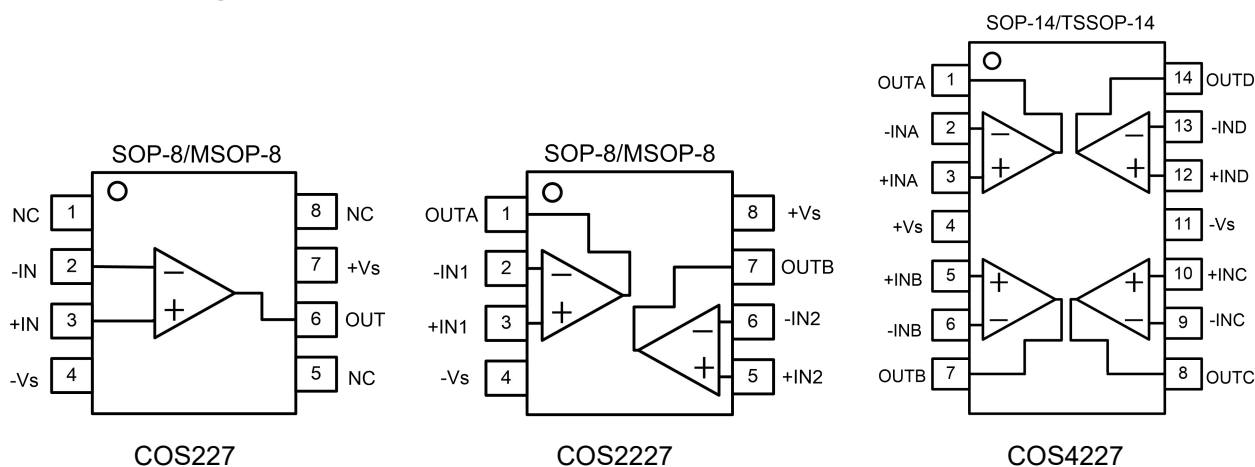 SOP-8/MSOP-8
NC 1
8 NC
-IN 2
7 +Vs
+IN 3
6 OUT
-Vs 4
5 NC
COS227
SOP-8/MSOP-8
OUTA 1
8 +Vs
-IN1 2
7 OUTB
+IN1 3
6 -IN2
-Vs 4
5 +IN2
COS2227
SOP-14/TSSOP-14
OUTA 1
14 OUTD
-INA 2
13 -IND
+INA 3
12 +IND
+Vs 4
11 -Vs
+INB 5
10 +INC
-INB 6
9 -INC
OUTB 7
8 OUTC
COS4227